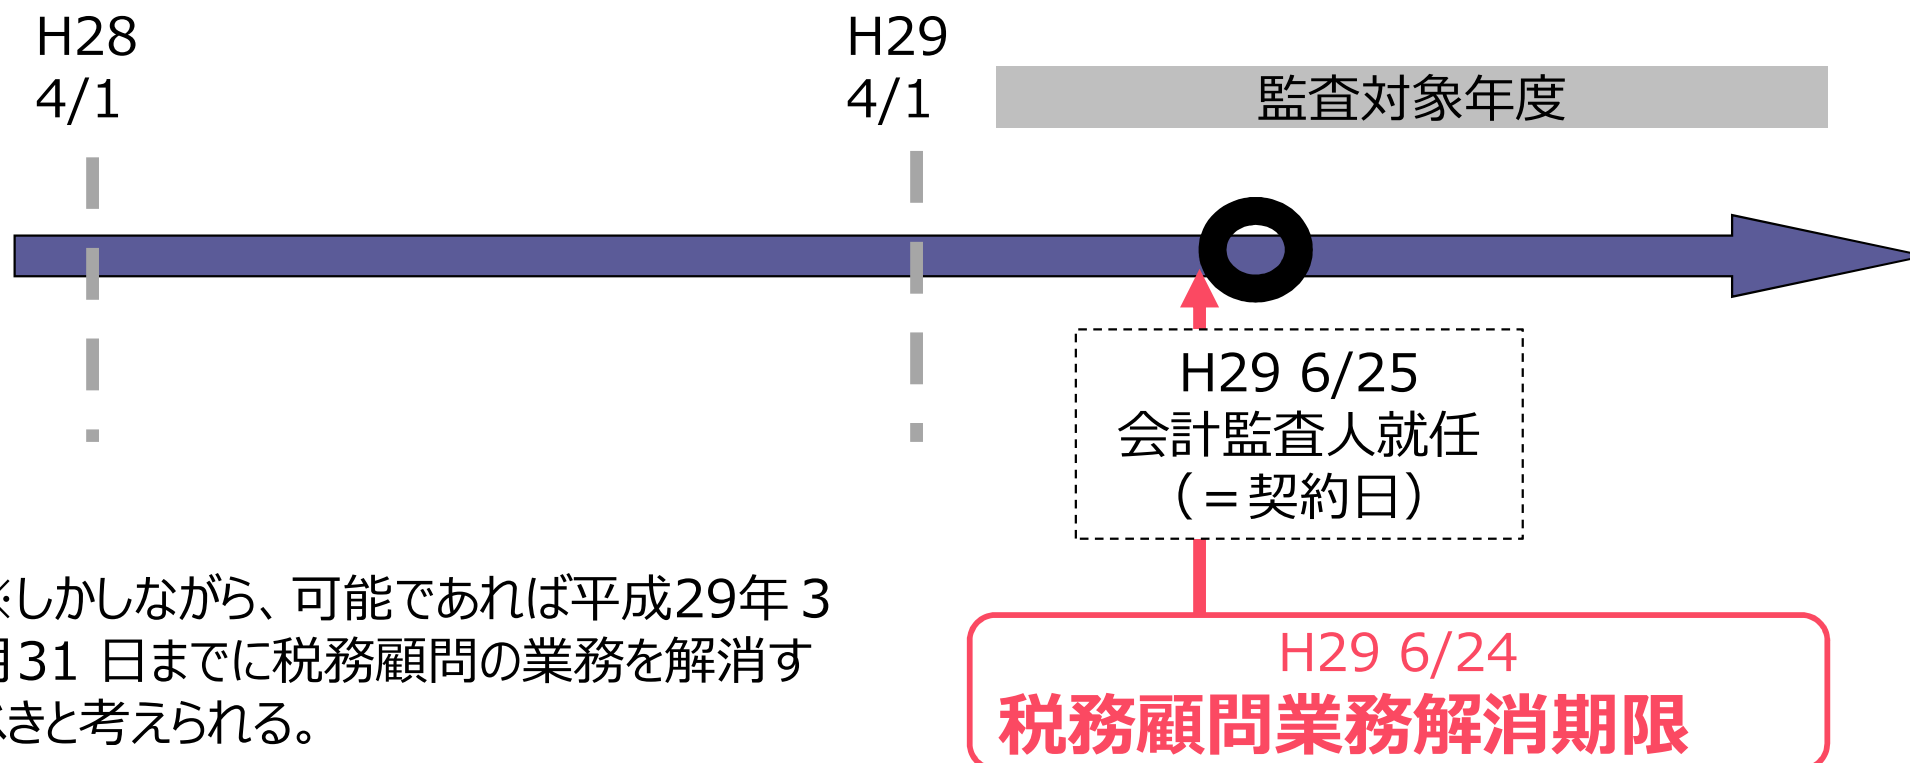 H28
4/1
H29
4/1
監査対象年度
H29 6/25
会計監査人就任
（＝契約日）
※しかしながら、可能であれば平成29年３
月31 日までに税務顧問の業務を解消す
べきと考えられる。
H29 6/24
税務顧問業務解消期限